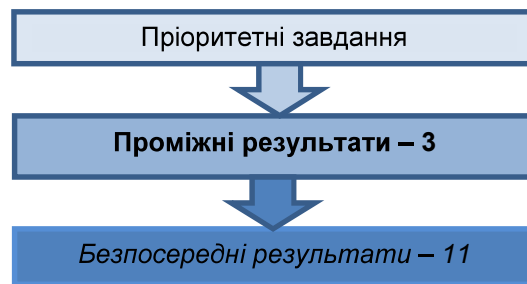 Пріоритетні завдання
Проміжні результати – 3
Безпосередні результати – 11